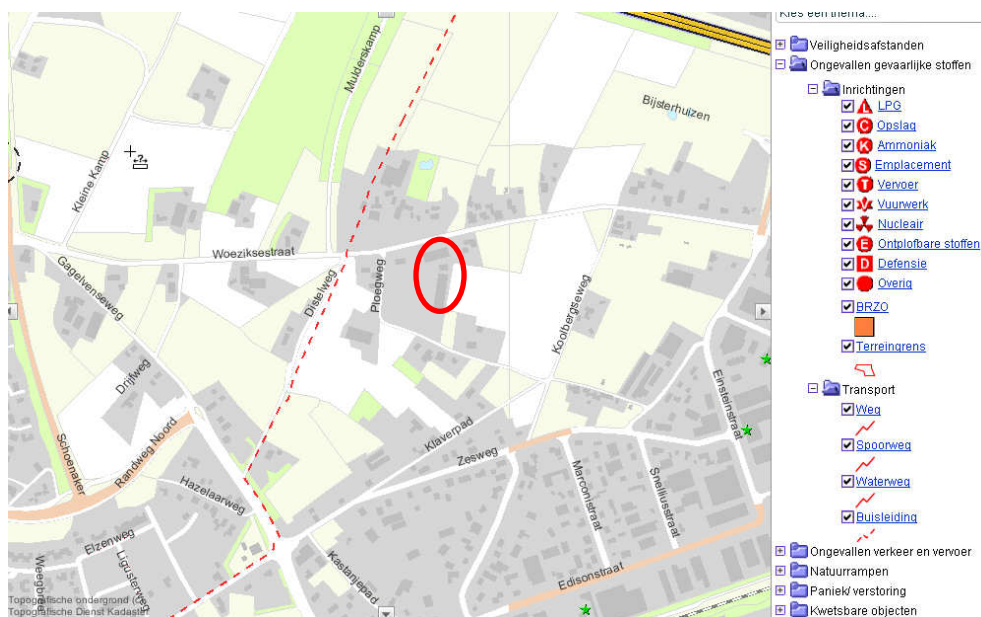 Kies een thema....
Veiligheidsafstanden
Ongevallen gevaarlijke stoffen
Inrichtingen
L LPG
C Opslag
K Ammoniak
S Emplacement
T Vervoer
Vuurwerk
Nucleair
E Ontplofbare stoffen
D Defensie
Overig
BRZO
Terreingrens
Transport
Weg
Spoorweg
Waterweg
Buisleiding
Ongevallen verkeer en vervoer
Natuurrampen
Paniek/ verstoring
Kwetsbare objecten
Mulderskamp
Bijsterhuizen
Kleine Kamp
+?+
Woeziksestraat
Gagelvenseweg
Distelweg
Ploegweg
Koolbergseweg
Drijfweg
Einsteinstraat
Klaverpad
Zesweg
Schoenaker
Randweg Noord
Hazelaarweg
Marconistraat
Snelliusstraat
Elzenweg
Ligusterweg
Kastanjepad
Edisonstraat
Topografische ondergrond (c)
Topografische Dienst Kadaster